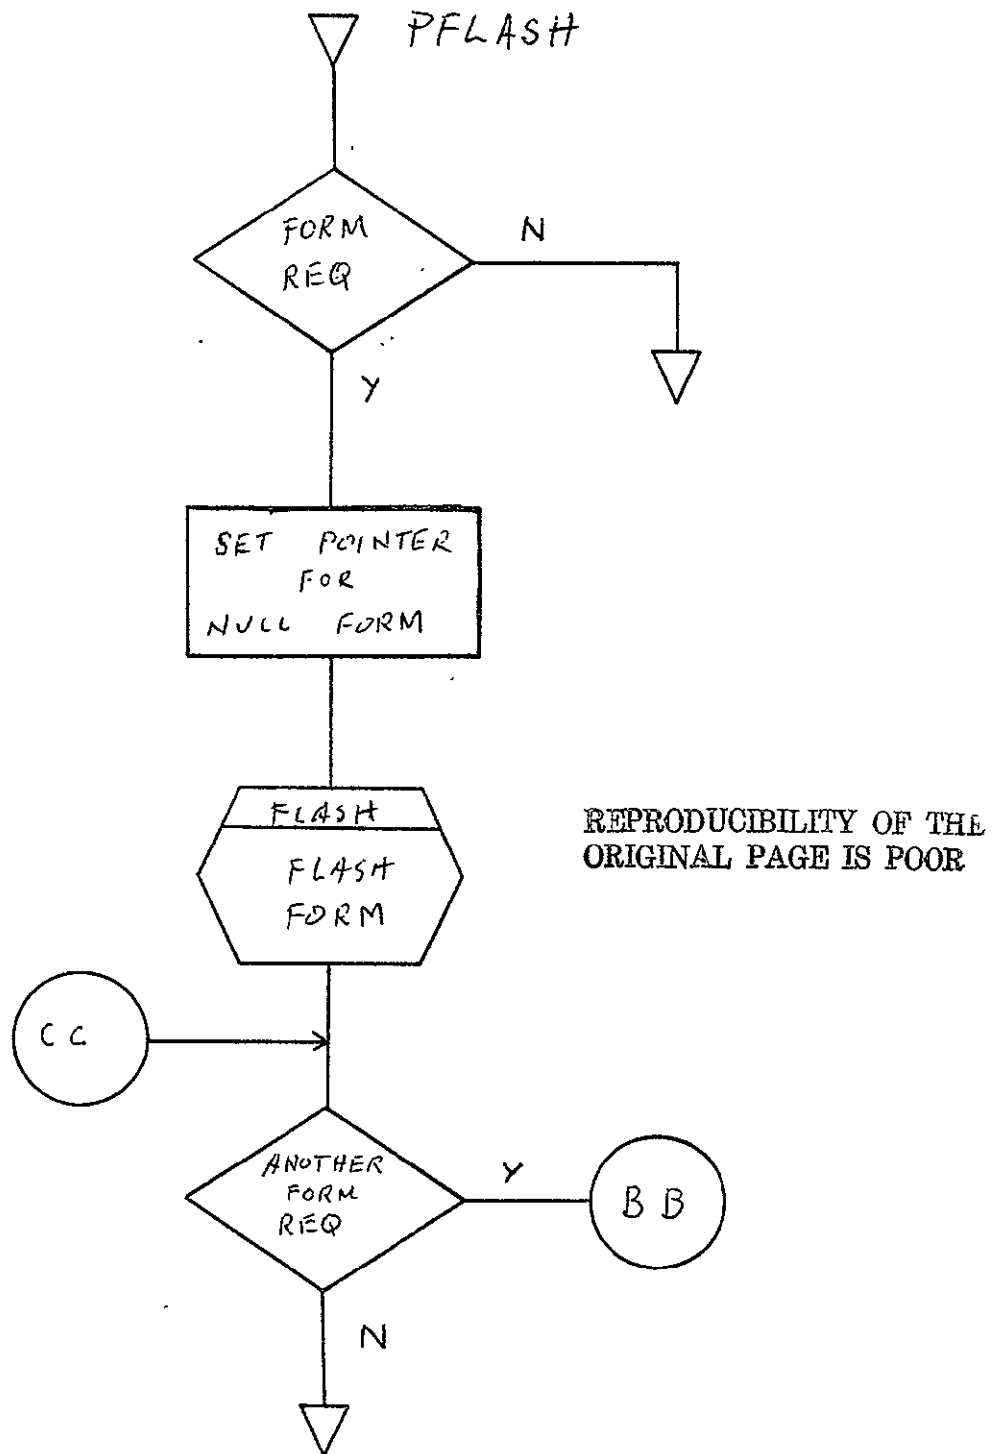 PFLASH
FORM
REQ
N
Y
SET POINTER
FOR
NULL FORM
FLASH
FLASH
FORM
REPRODUCIBILITY OF THE
ORIGINAL PAGE IS POOR
CC
ANOTHER
FORM
REQ
Y
BB
N